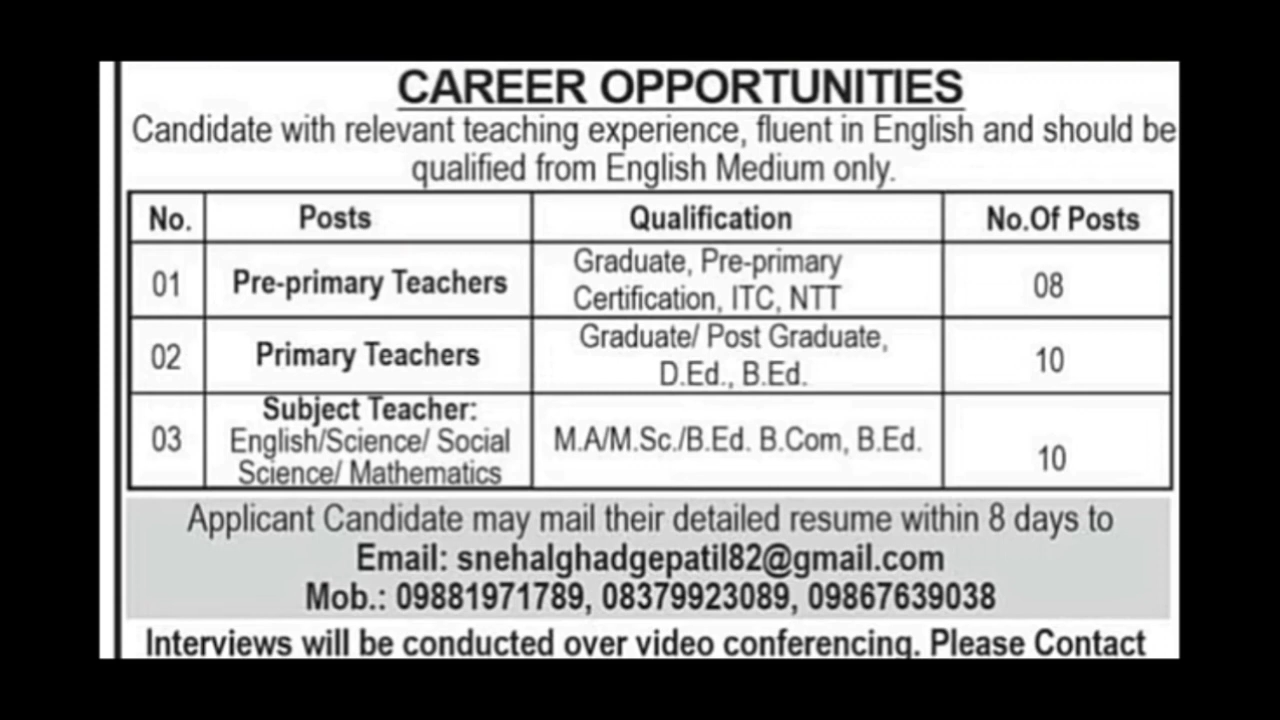 CAREER OPPORTUNITIES
Candidate with relevant teaching experience, fluent in English and should be
qualified from English Medium only.
No. Posts Qualification No.Of Posts
01 Pre-primary Teachers Graduate, Pre-primary Certification, ITC, NTT 08
02 Primary Teachers Graduate/ Post Graduate, D.Ed., B.Ed. 10
03 Subject Teacher: English/Science/ Social Science/ Mathematics M.A/M.Sc./B.Ed. B.Com, B.Ed. 10
Applicant Candidate may mail their detailed resume within 8 days to
Email: snehalghadgepatil82@gmail.com
Mob.: 09881971789, 08379923089, 09867639038
Interviews will be conducted over video conferencing. Please Contact